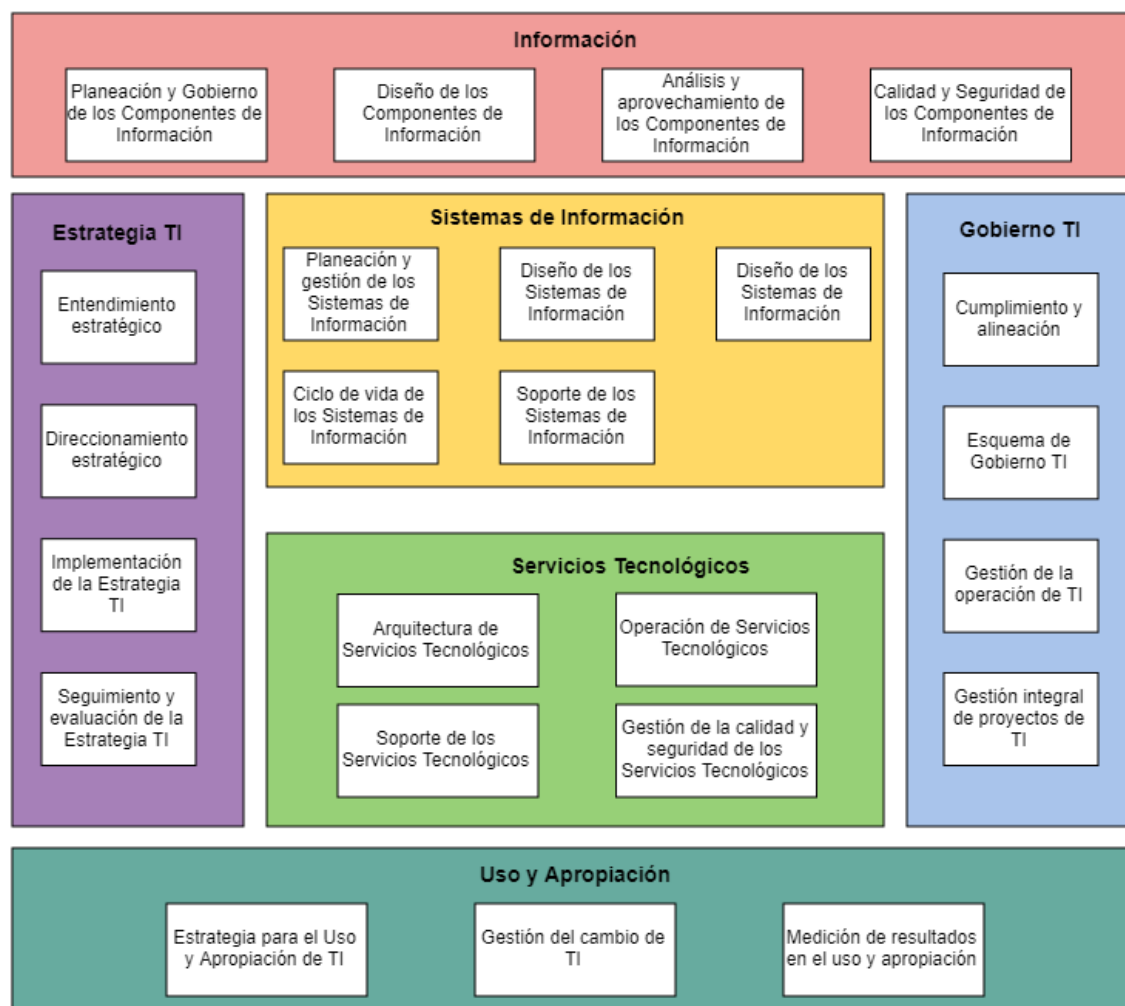 Información
Planeación y Gobierno
de los Componentes de
Información
Diseño de los
Componentes de
Información
Análisis y
aprovechamiento de
los Componentes de
Información
Calidad y Seguridad de
los Componentes de
Información
Estrategia TI
Entendimiento
estratégico
Direccionamiento
estratégico
Implementación
de la Estrategia
TI
Seguimiento y
evaluación de la
Estrategia TI
Sistemas de Información
Planeación y
gestión de los
Sistemas de
Información
Diseño de los
Sistemas de
Información
Diseño de los
Sistemas de
Información
Ciclo de vida de
los Sistemas de
Información
Soporte de los
Sistemas de
Información
Servicios Tecnológicos
Arquitectura de
Servicios Tecnológicos
Operación de Servicios
Tecnológicos
Soporte de los
Servicios Tecnológicos
Gestión de la calidad y
seguridad de los
Servicios Tecnológicos
Gobierno TI
Cumplimiento y
alineación
Esquema de
Gobierno TI
Gestión de la
operación de TI
Gestión integral
de proyectos de
TI
Uso y Apropiación
Estrategia para el Uso
y Apropiación de TI
Gestión del cambio de
TI
Medición de resultados
en el uso y apropiación